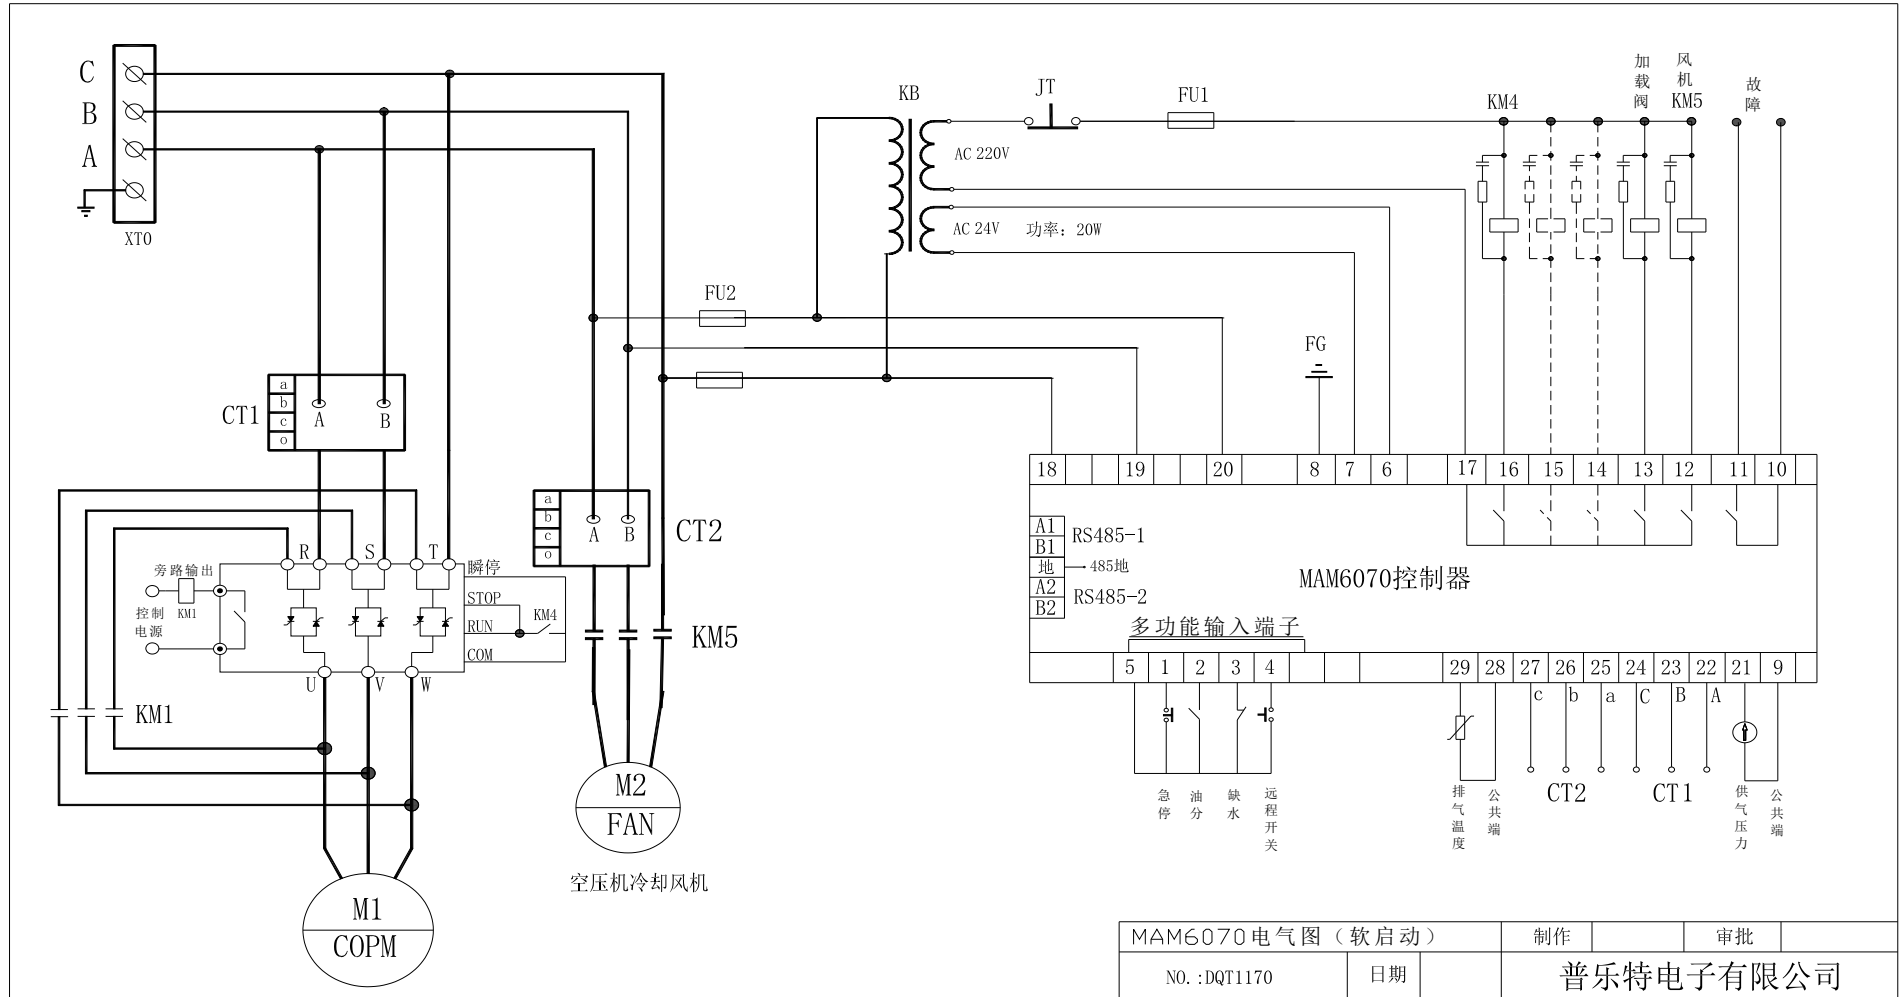 C
B
A
XT0
KB
JT
FU1
KM4
加载阀
风机
KM5
故障
AC 220V
AC 24V 功率：20W
FU2
FG
CT1
a
b
c
o
A B
CT2
a
b
c
o
A B
KM5
M2
FAN
空压机冷却风机
R S T
旁路输出
控制电源
KM1
瞬停
STOP
RUN
COM
KM4
U V W
KM1
M1
COPM
18 19 20 8 7 6 17 16 15 14 13 12 11 10
A1
B1
地
A2
B2
RS485-1
485地
RS485-2
MAM6070控制器
多功能输入端子
5 1 2 3 4 29 28 27 26 25 24 23 22 21 9
c b a C B A
急停
油分
缺水
远程开关
排气温度
公共端
CT2
CT1
供气压力
公共端
MAM6070电气图（软启动） 制作 审批
NO.:DQT1170 日期 普乐特电子有限公司